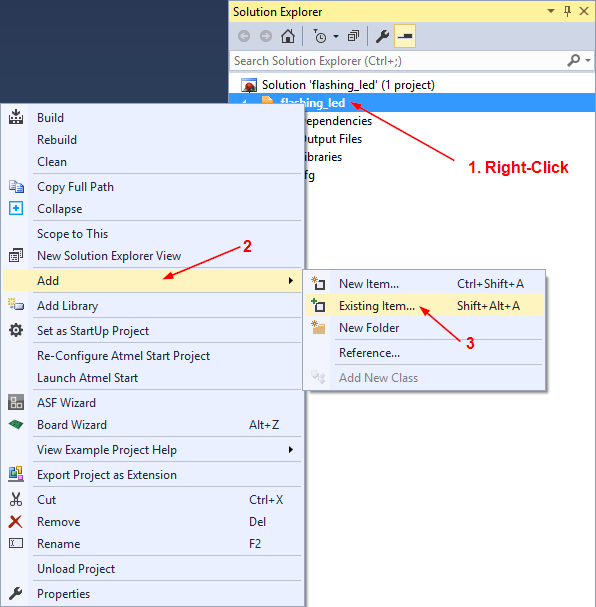 Solution Explorer
Search Solution Explorer (Ctrl+;)
Solution 'flashing_led' (1 project)
flashing_led
ependencies
Output Files
ibraries
fg
1. Right-Click
Build
Rebuild
Clean
Copy Full Path
Collapse
Scope to This
New Solution Explorer View
2
Add
Add Library
Set as StartUp Project
Re-Configure Atmel Start Project
Launch Atmel Start
ASF Wizard
Board Wizard Alt+Z
View Example Project Help
Export Project as Extension
Cut Ctrl+X
Remove Del
Rename F2
Unload Project
Properties
New Item... Ctrl+Shift+A
Existing Item... Shift+Alt+A
New Folder
3
Reference...
Add New Class